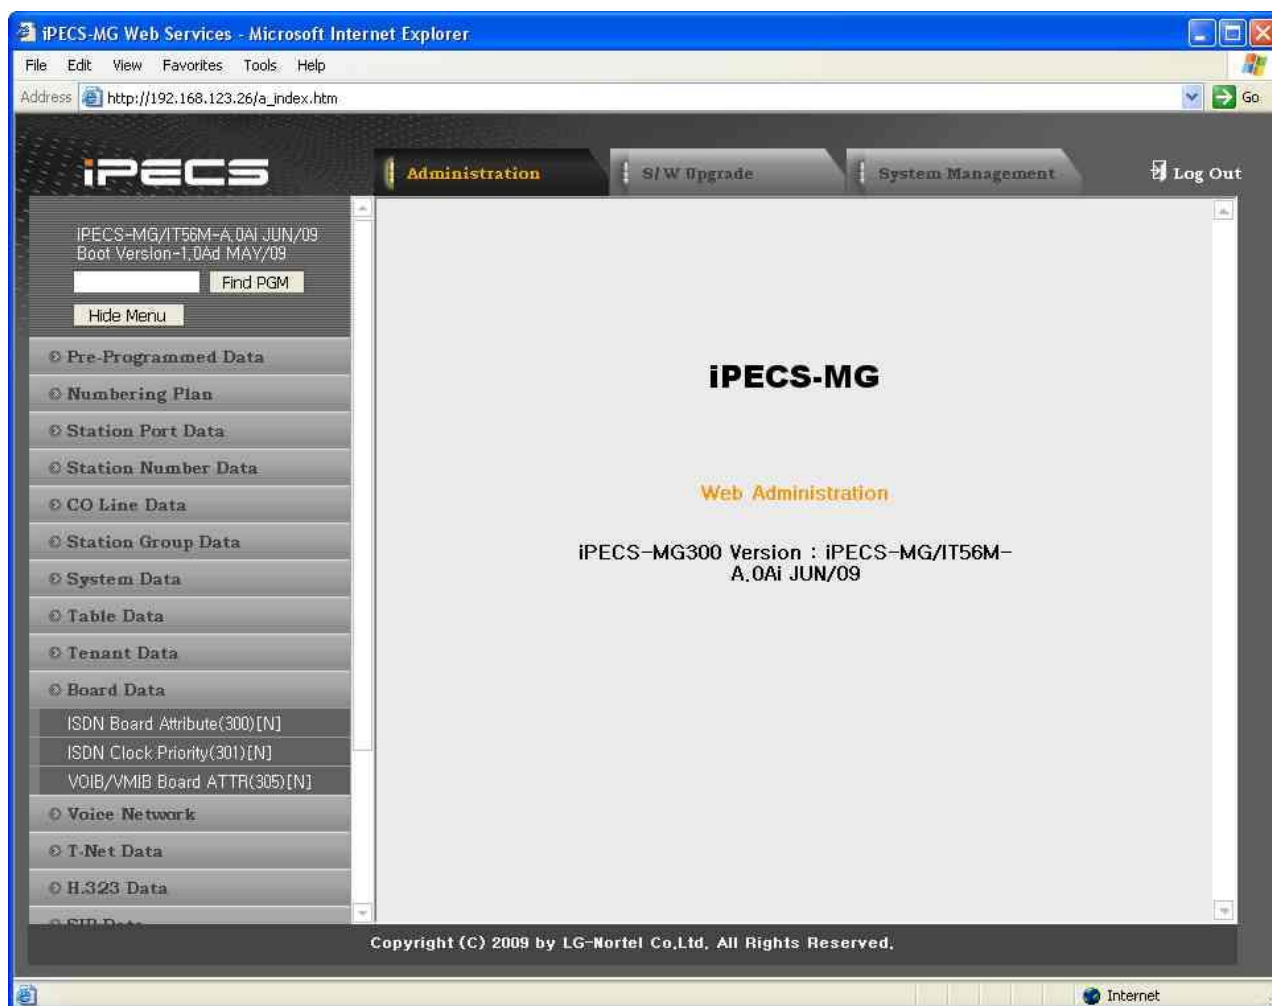 iPECS-MG Web Services - Microsoft Internet Explorer
File Edit View Favorites Tools Help
Address http://192.168.123.26/a_index.htm Go
iPECS
Administration S/W Upgrade System Management Log Out
iPECS-MG/IT56M-A.0Ai JUN/09
Boot Version-1.0Ad MAY/09
Find PGM
Hide Menu
Pre-Programmed Data
Numbering Plan
Station Port Data
Station Number Data
CO Line Data
Station Group Data
System Data
Table Data
Tenant Data
Board Data
ISDN Board Attribute(300)[N]
ISDN Clock Priority(301)[N]
VOIB/VMIB Board ATTR(305)[N]
Voice Network
T-Net Data
H.323 Data
SIP Data
iPECS-MG
Web Administration
iPECS-MG300 Version : iPECS-MG/IT56M-
A.0Ai JUN/09
Copyright (C) 2009 by LG-Nortel Co,Ltd, All Rights Reserved.
Internet